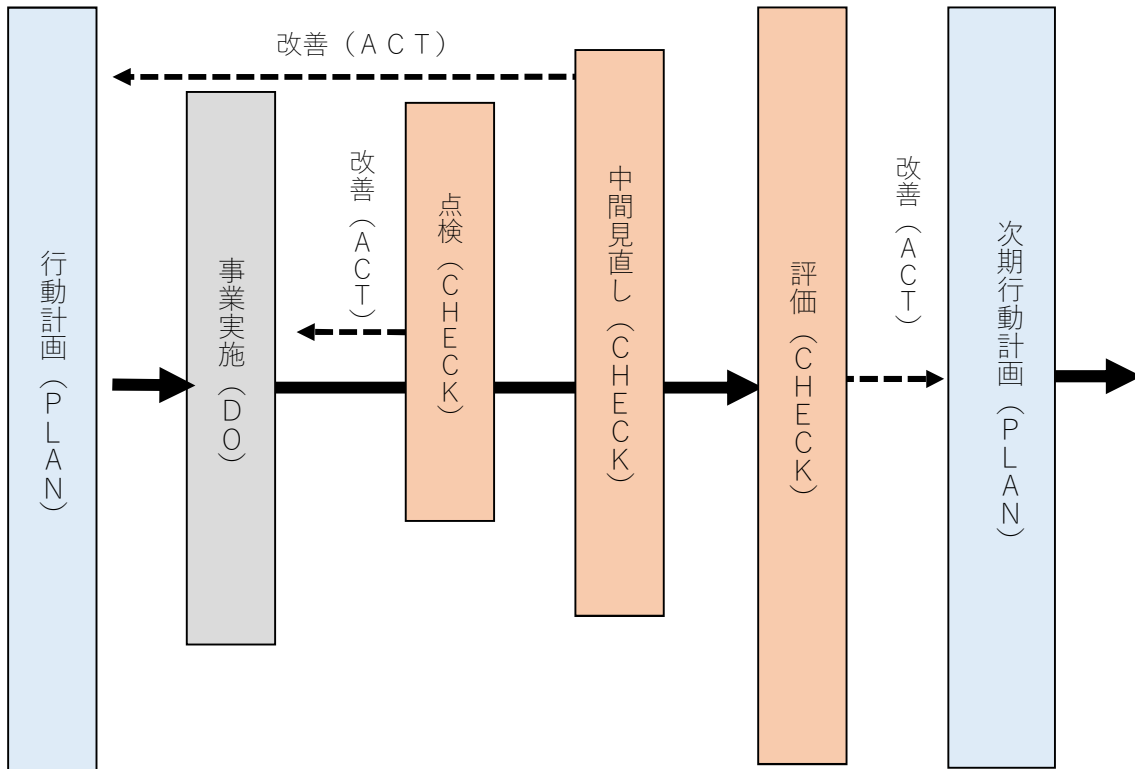 改善（ＡＣＴ）
行動計画（ＰＬＡＮ）
事業実施（ＤＯ）
改善（ＡＣＴ）
点検（ＣＨＥＣＫ）
中間見直し（ＣＨＥＣＫ）
評価（ＣＨＥＣＫ）
改善（ＡＣＴ）
次期行動計画（ＰＬＡＮ）